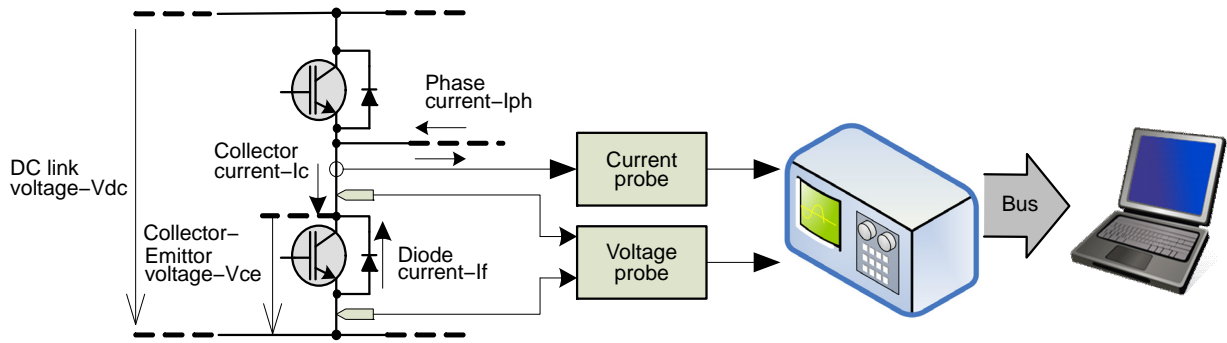 Phase
current–Iph
DC link
voltage–Vdc
Collector
current–Ic
Current
probe
Bus
Collector–
Emittor
voltage–Vce
Diode
current–If
Voltage
probe